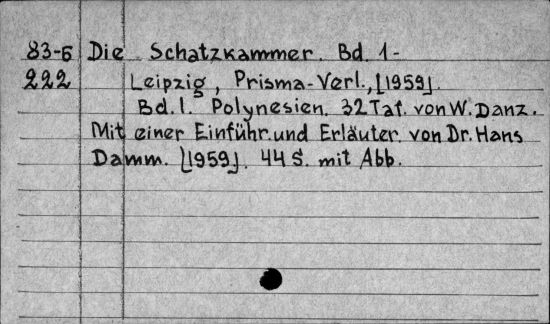 83-5 Die Schatzkammer. Bd. 1-
222 Leipzig, Prisma-Verl., [1959].
Bd. 1. Polynesien. 32 Taf. von W. Danz.
Mit einer Einführ. und Erläuter. von Dr. Hans
Damm. [1959]. 44 S. mit Abb.